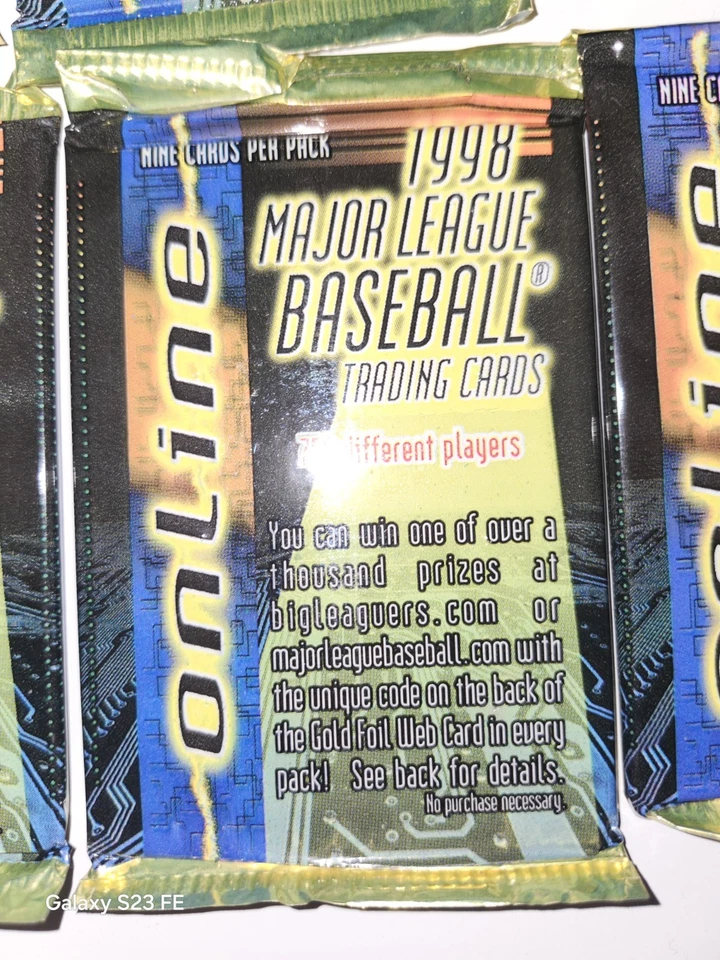 NINE CARDS PER PACK
onLine
1998
MAJOR LEAGUE
BASEBALL®
TRADING CARDS
different players
You can win one of over a
thousand prizes at
bigleaguers.com or
majorleaguebaseball.com with
the unique code on the back of
the Gold Foil Web Card in every
pack! See back for details.
No purchase necessary.
NINE
Galaxy S23 FE